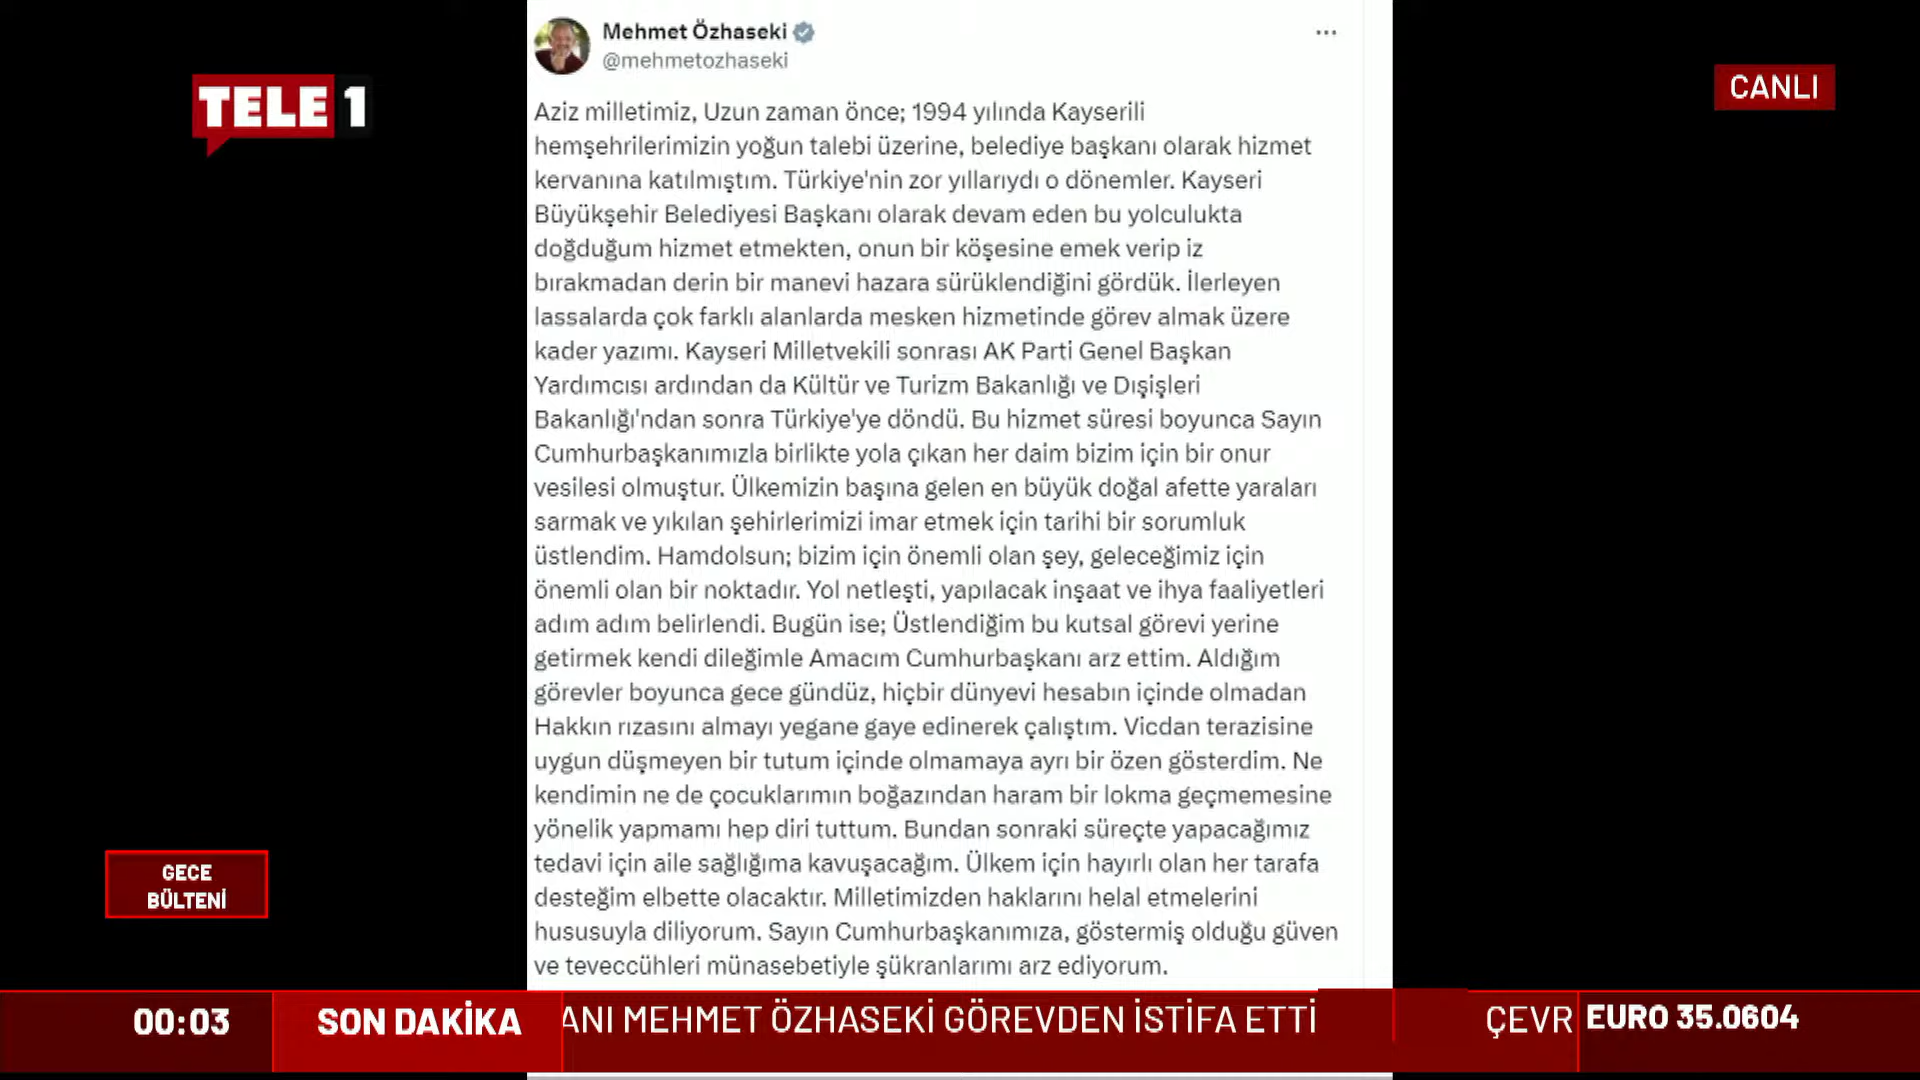 Mehmet Özhaseki
@mehmetozhaseki
TELE 1
CANLI
Aziz milletimiz, Uzun zaman önce; 1994 yılında Kayserili
hemşehrilerimizin yoğun talebi üzerine, belediye başkanı olarak hizmet
kervanına katılmıştım. Türkiye'nin zor yıllarıydı o dönemler. Kayseri
Büyükşehir Belediyesi Başkanı olarak devam eden bu yolculukta
doğduğum hizmet etmekten, onun bir köşesine emek verip iz
bırakmadan derin bir manevi hazara sürüklendiğini gördük. İlerleyen
lassalarda çok farklı alanlarda mesken hizmetinde görev almak üzere
kader yazımı. Kayseri Milletvekili sonrası AK Parti Genel Başkan
Yardımcısı ardından da Kültür ve Turizm Bakanlığı ve Dışişleri
Bakanlığı'ndan sonra Türkiye'ye döndü. Bu hizmet süresi boyunca Sayın
Cumhurbaşkanımızla birlikte yola çıkan her daim bizim için bir onur
vesilesi olmuştur. Ülkemizin başına gelen en büyük doğal afette yaraları
sarmak ve yıkılan şehirlerimizi imar etmek için tarihi bir sorumluk
üstlendim. Hamdolsun; bizim için önemli olan şey, geleceğimiz için
önemli olan bir noktadır. Yol netleşti, yapılacak inşaat ve ihya faaliyetleri
adım adım belirlendi. Bugün ise; Üstlendiğim bu kutsal görevi yerine
getirmek kendi dileğimle Amacım Cumhurbaşkanı arz ettim. Aldığım
görevler boyunca gece gündüz, hiçbir dünyevi hesabın içinde olmadan
Hakkın rızasını almayı yegane gaye edinerek çalıştım. Vicdan terazisine
uygun düşmeyen bir tutum içinde olmamaya ayrı bir özen gösterdim. Ne
kendimin ne de çocuklarımın boğazından haram bir lokma geçmemesine
yönelik yapmamı hep diri tuttum. Bundan sonraki süreçte yapacağımız
tedavi için aile sağlığıma kavuşacağım. Ülkem için hayırlı olan her tarafa
desteğim elbette olacaktır. Milletimizden haklarını helal etmelerini
hususuyla diliyorum. Sayın Cumhurbaşkanımıza, göstermiş olduğu güven
ve teveccühleri münasebetiyle şükranlarımı arz ediyorum.
GECE
BÜLTENİ
00:03
SON DAKİKA
ANI MEHMET ÖZHASEKİ GÖREVDEN İSTİFA ETTİ
ÇEVR
EURO 35.0604